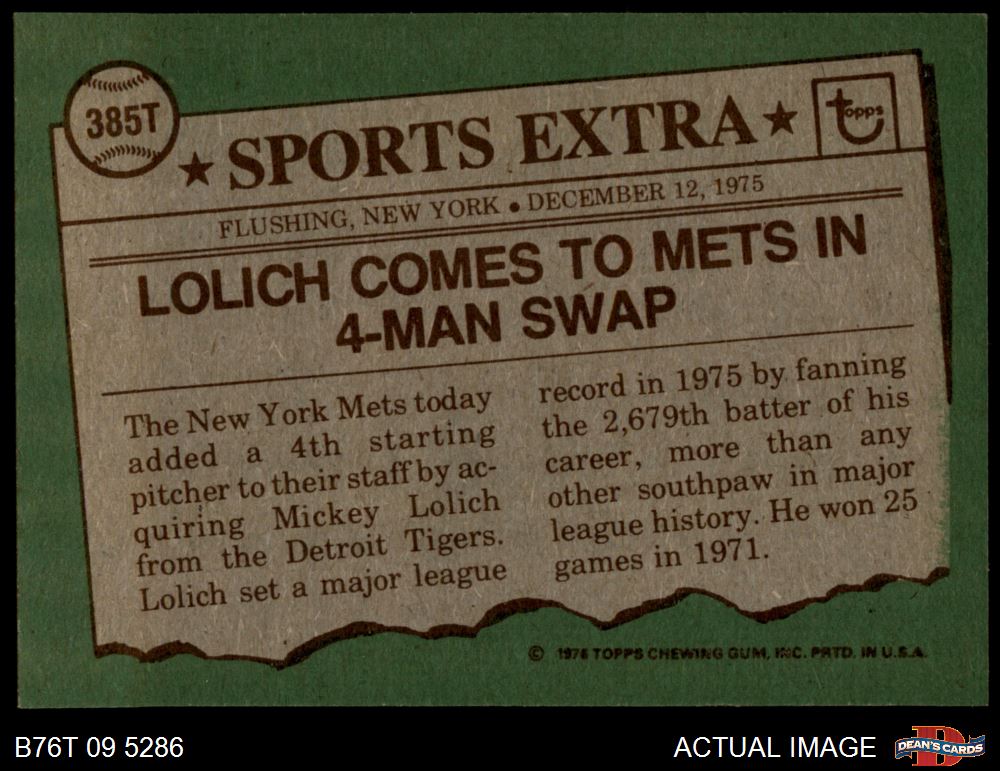 385T
★ SPORTS EXTRA ★
topps
FLUSHING, NEW YORK • DECEMBER 12, 1975
LOLICH COMES TO METS IN
4-MAN SWAP
The New York Mets today
added a 4th starting
pitcher to their staff by ac-
quiring Mickey Lolich
from the Detroit Tigers.
Lolich set a major league
record in 1975 by fanning
the 2,679th batter of his
career, more than any
other southpaw in major
league history. He won 25
games in 1971.
© 1976 TOPPS CHEWING GUM, INC. PRTD. IN U.S.A.
B76T 09 5286
ACTUAL IMAGE
D
DEAN'S CARDS